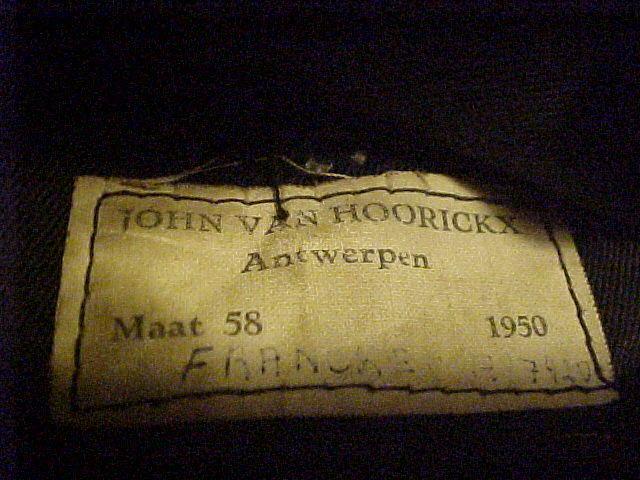 JOHN VAN HOORICKX
Antwerpen
Maat 58 1950